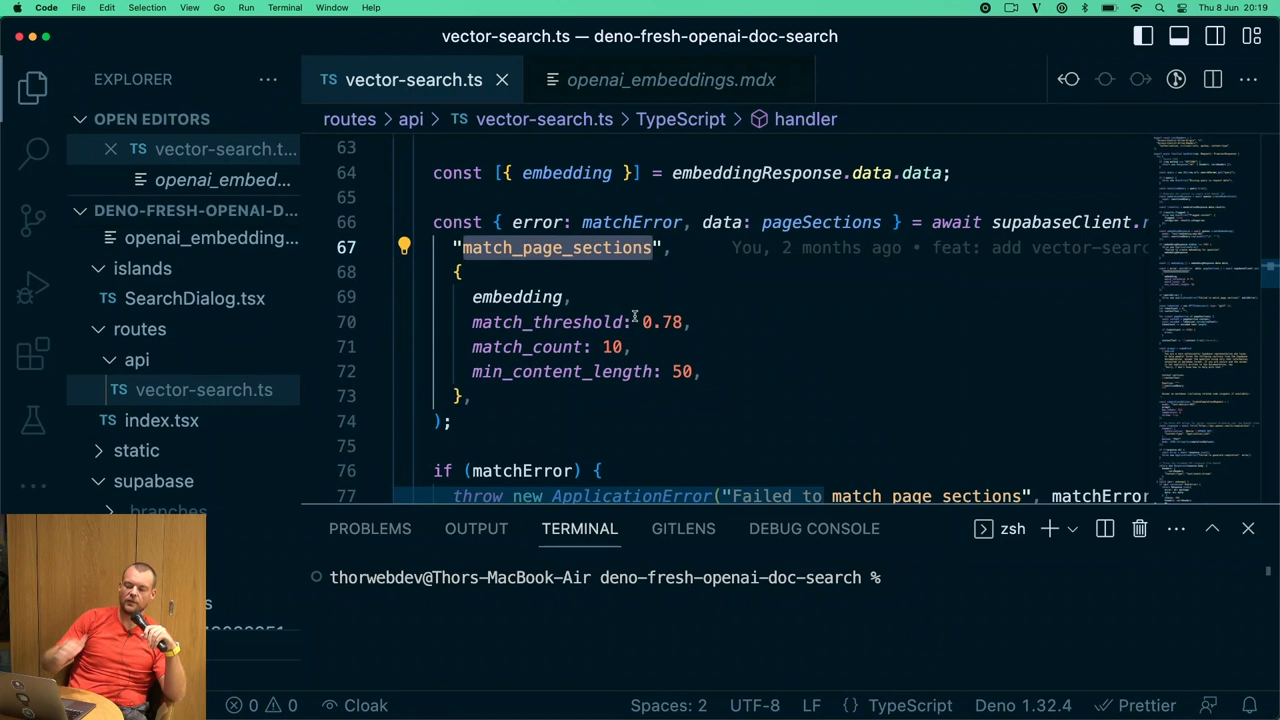 Code File Edit Selection View Go Run Terminal Window Help
Thu 8 Jun 20:19
vector-search.ts — deno-fresh-openai-doc-search
EXPLORER
OPEN EDITORS
TS vector-search.t...
openai_embed...
DENO-FRESH-OPENAI-D...
openai_embedding...
islands
SearchDialog.tsx
routes
api
TS vector-search.ts
index.tsx
static
supabase
branches
TS vector-search.ts
openai_embeddings.mdx
routes > api > TS vector-search.ts > TypeScript > handler
63
64 const [{ embedding }] = embeddingResponse.data.data;
65
66 const { error: matchError, data: pageSections } = await supabaseClient.r
67 "match_page_sections", 2 months ago • feat: add vector-searc
68 {
69 embedding,
70 match_threshold: 0.78,
71 match_count: 10,
72 min_content_length: 50,
73 }
74 );
75
76 if (matchError) {
77 new ApplicationError("Failed to match page sections", matchError
PROBLEMS OUTPUT TERMINAL GITLENS DEBUG CONSOLE
zsh
thorwebdev@Thors-MacBook-Air deno-fresh-openai-doc-search %
0 0 Cloak
Spaces: 2 UTF-8 LF {} TypeScript Deno 1.32.4 Prettier